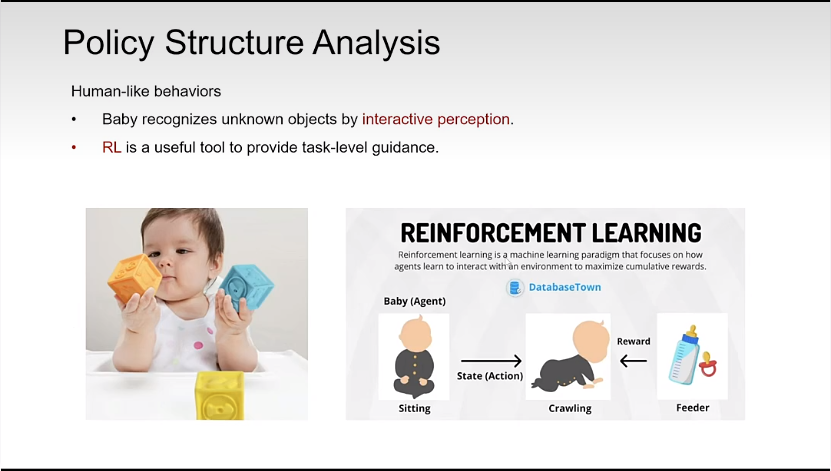 Policy Structure Analysis
Human-like behaviors
• Baby recognizes unknown objects by interactive perception.
• RL is a useful tool to provide task-level guidance.
REINFORCEMENT LEARNING
Reinforcement learning is a machine learning paradigm that focuses on how
agents learn to interact with an environment to maximize cumulative rewards.
DatabaseTown
Baby (Agent)
Reward
State (Action)
Sitting
Crawling
Feeder